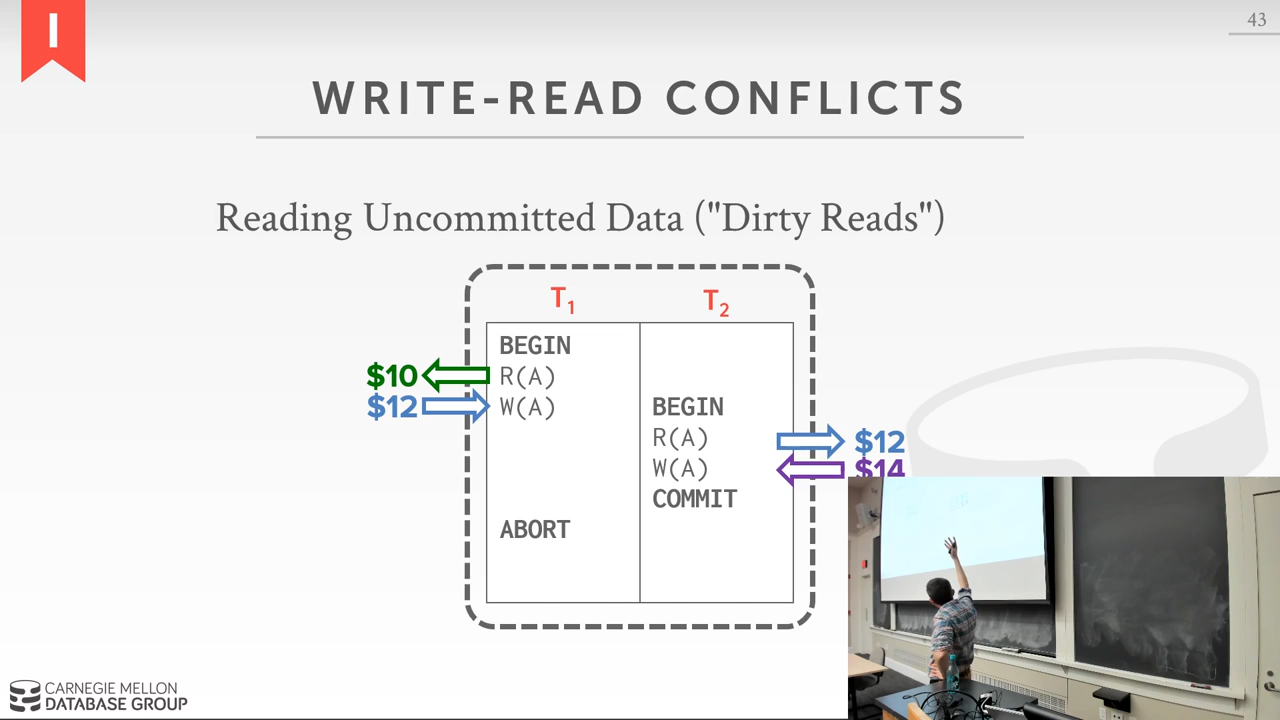 I
43
WRITE-READ CONFLICTS
Reading Uncommitted Data ("Dirty Reads")
T1 T2
BEGIN
$10 R(A)
$12 W(A) BEGIN
R(A) $12
W(A) $14
COMMIT
ABORT
CARNEGIE MELLON
DATABASE GROUP